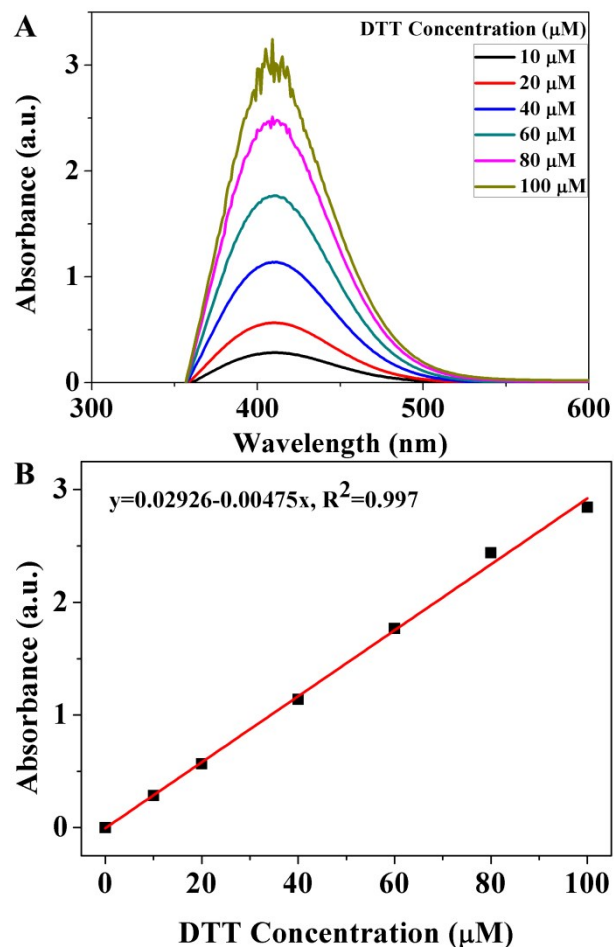 A
DTT Concentration (μM)
10 μM
20 μM
40 μM
60 μM
80 μM
100 μM
Absorbance (a.u.)
3
2
1
0
300 400 500 600
Wavelength (nm)
B
y=0.02926-0.00475x, R²=0.997
Absorbance (a.u.)
3
2
1
0
0 20 40 60 80 100
DTT Concentration (μM)